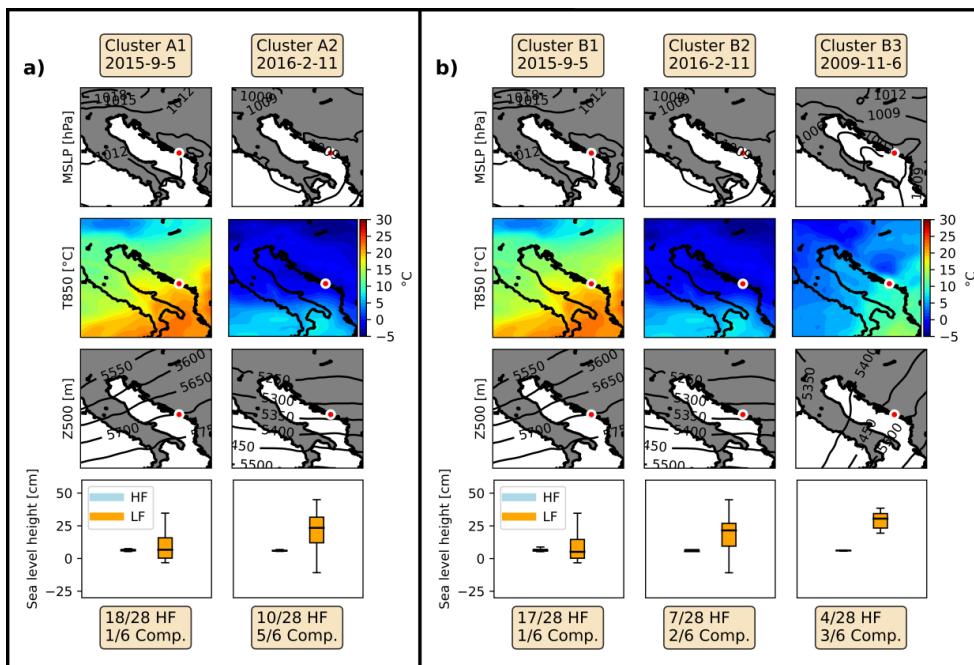 a)
Cluster A1
2015-9-5
Cluster A2
2016-2-11
MSLP [hPa]
1018
1015
1012
1012
1009
1009
T850 [°C]
30
25
20
15
10
5
0
−5
°C
Z500 [m]
5550
5600
5650
5700
5250
5300
5350
5400
450
5500
Sea level height [cm]
50
25
0
−25
HF
LF
18/28 HF
1/6 Comp.
10/28 HF
5/6 Comp.
b)
Cluster B1
2015-9-5
Cluster B2
2016-2-11
Cluster B3
2009-11-6
MSLP [hPa]
1018
1015
1012
1012
1009
1009
1012
1009
1009
T850 [°C]
30
25
20
15
10
5
0
−5
°C
Z500 [m]
5550
5600
5650
5700
5250
5300
5350
5400
450
5500
5350
5400
450
Sea level height [cm]
50
25
0
−25
HF
LF
17/28 HF
1/6 Comp.
7/28 HF
2/6 Comp.
4/28 HF
3/6 Comp.